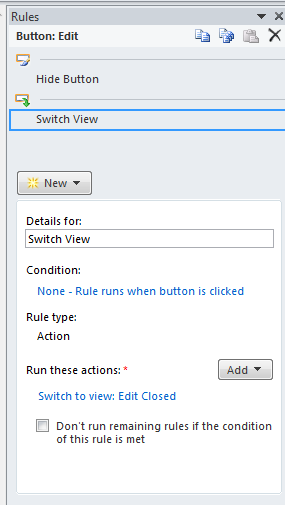 Rules
Button: Edit
Hide Button
Switch View
New
Details for:
Switch View
Condition:
None - Rule runs when button is clicked
Rule type:
Action
Run these actions: *
Add
Switch to view: Edit Closed
Don't run remaining rules if the condition
of this rule is met